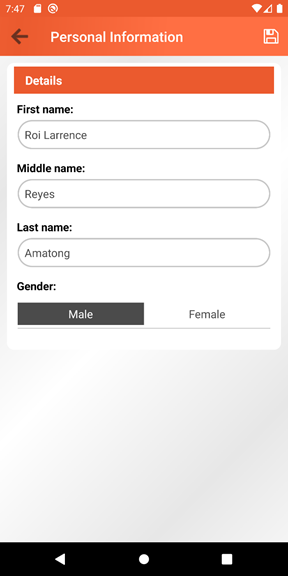 7:47
Personal Information
Details
First name:
Roi Larrence
Middle name:
Reyes
Last name:
Amatong
Gender:
Male Female